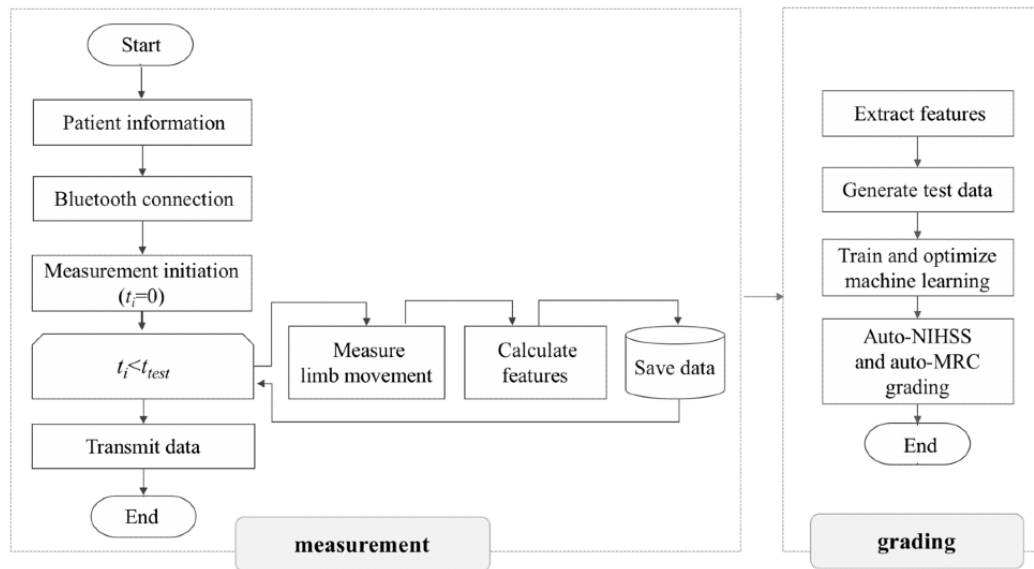 Start
Patient information
Bluetooth connection
Measurement initiation
(tᵢ=0)
tᵢ<t_test
Measure
limb movement
Calculate
features
Save data
Transmit data
End
measurement
Extract features
Generate test data
Train and optimize
machine learning
Auto-NIHSS
and auto-MRC
grading
End
grading